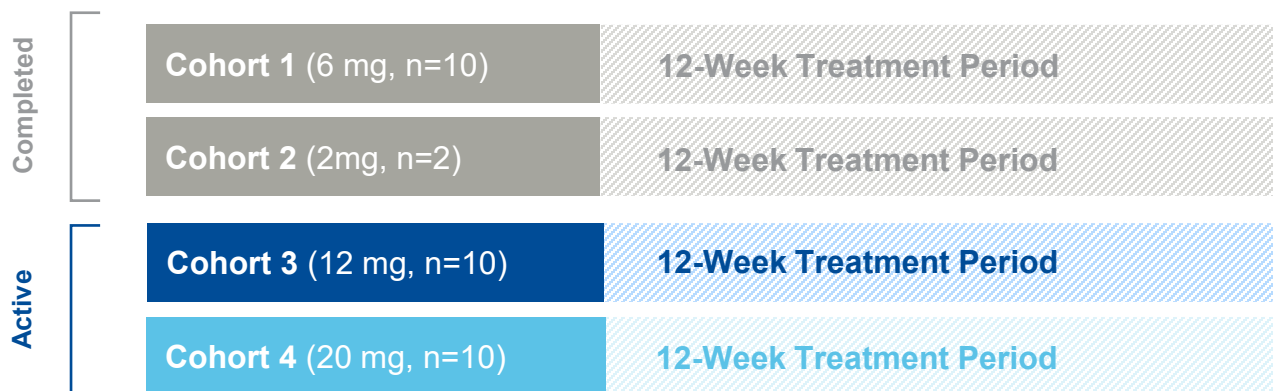 Completed
Cohort 1 (6 mg, n=10)
12-Week Treatment Period
Cohort 2 (2mg, n=2)
12-Week Treatment Period
Active
Cohort 3 (12 mg, n=10)
12-Week Treatment Period
Cohort 4 (20 mg, n=10)
12-Week Treatment Period